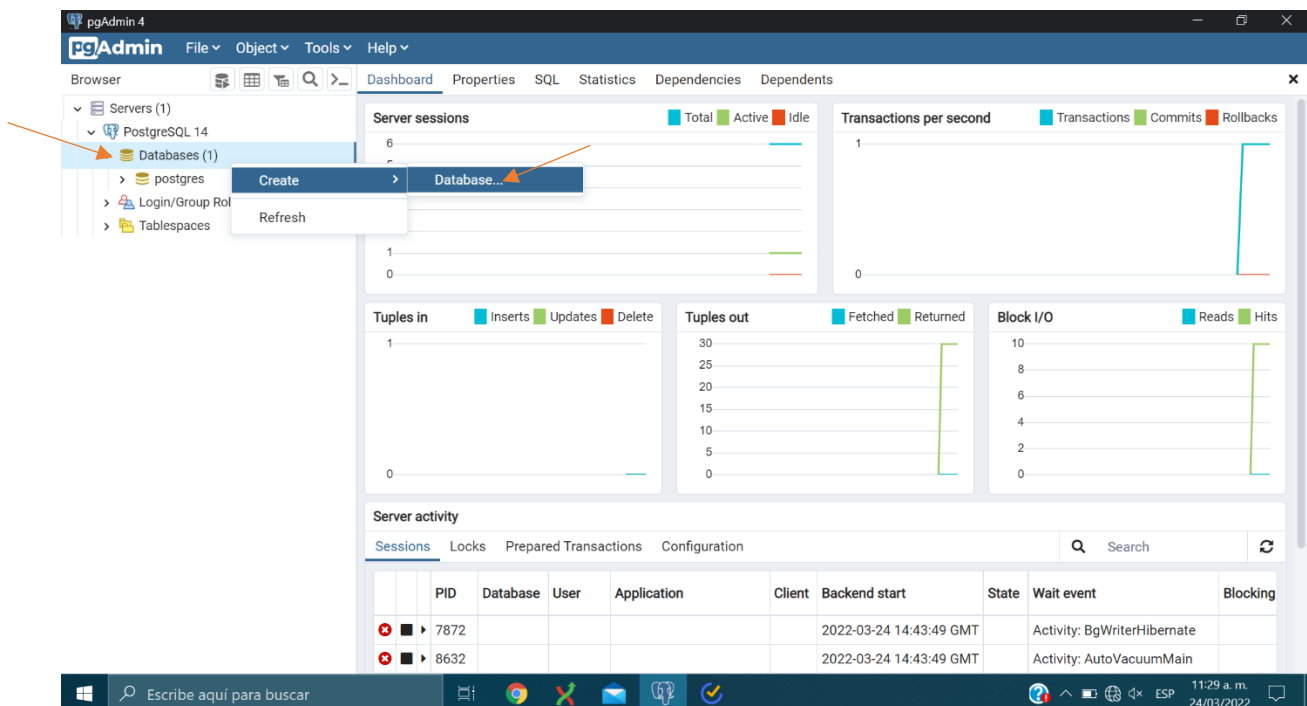 pgAdmin 4
pgAdmin File Object Tools Help
Browser
Dashboard Properties SQL Statistics Dependencies Dependents
Servers (1)
PostgreSQL 14
Databases (1)
postgres
Login/Group Rol
Tablespaces
Create
Refresh
Database...
Server sessions
Total Active Idle
6
1
0
Transactions per second
Transactions Commits Rollbacks
1
0
Tuples in
Inserts Updates Delete
1
0
Tuples out
Fetched Returned
30
25
20
15
10
5
0
Block I/O
Reads Hits
10
8
6
4
2
0
Server activity
Sessions Locks Prepared Transactions Configuration
Search
PID Database User Application Client Backend start State Wait event Blocking
7872 2022-03-24 14:43:49 GMT Activity: BgWriterHibernate
8632 2022-03-24 14:43:49 GMT Activity: AutoVacuumMain
Escribe aquí para buscar
ESP
11:29 a. m.
24/03/2022